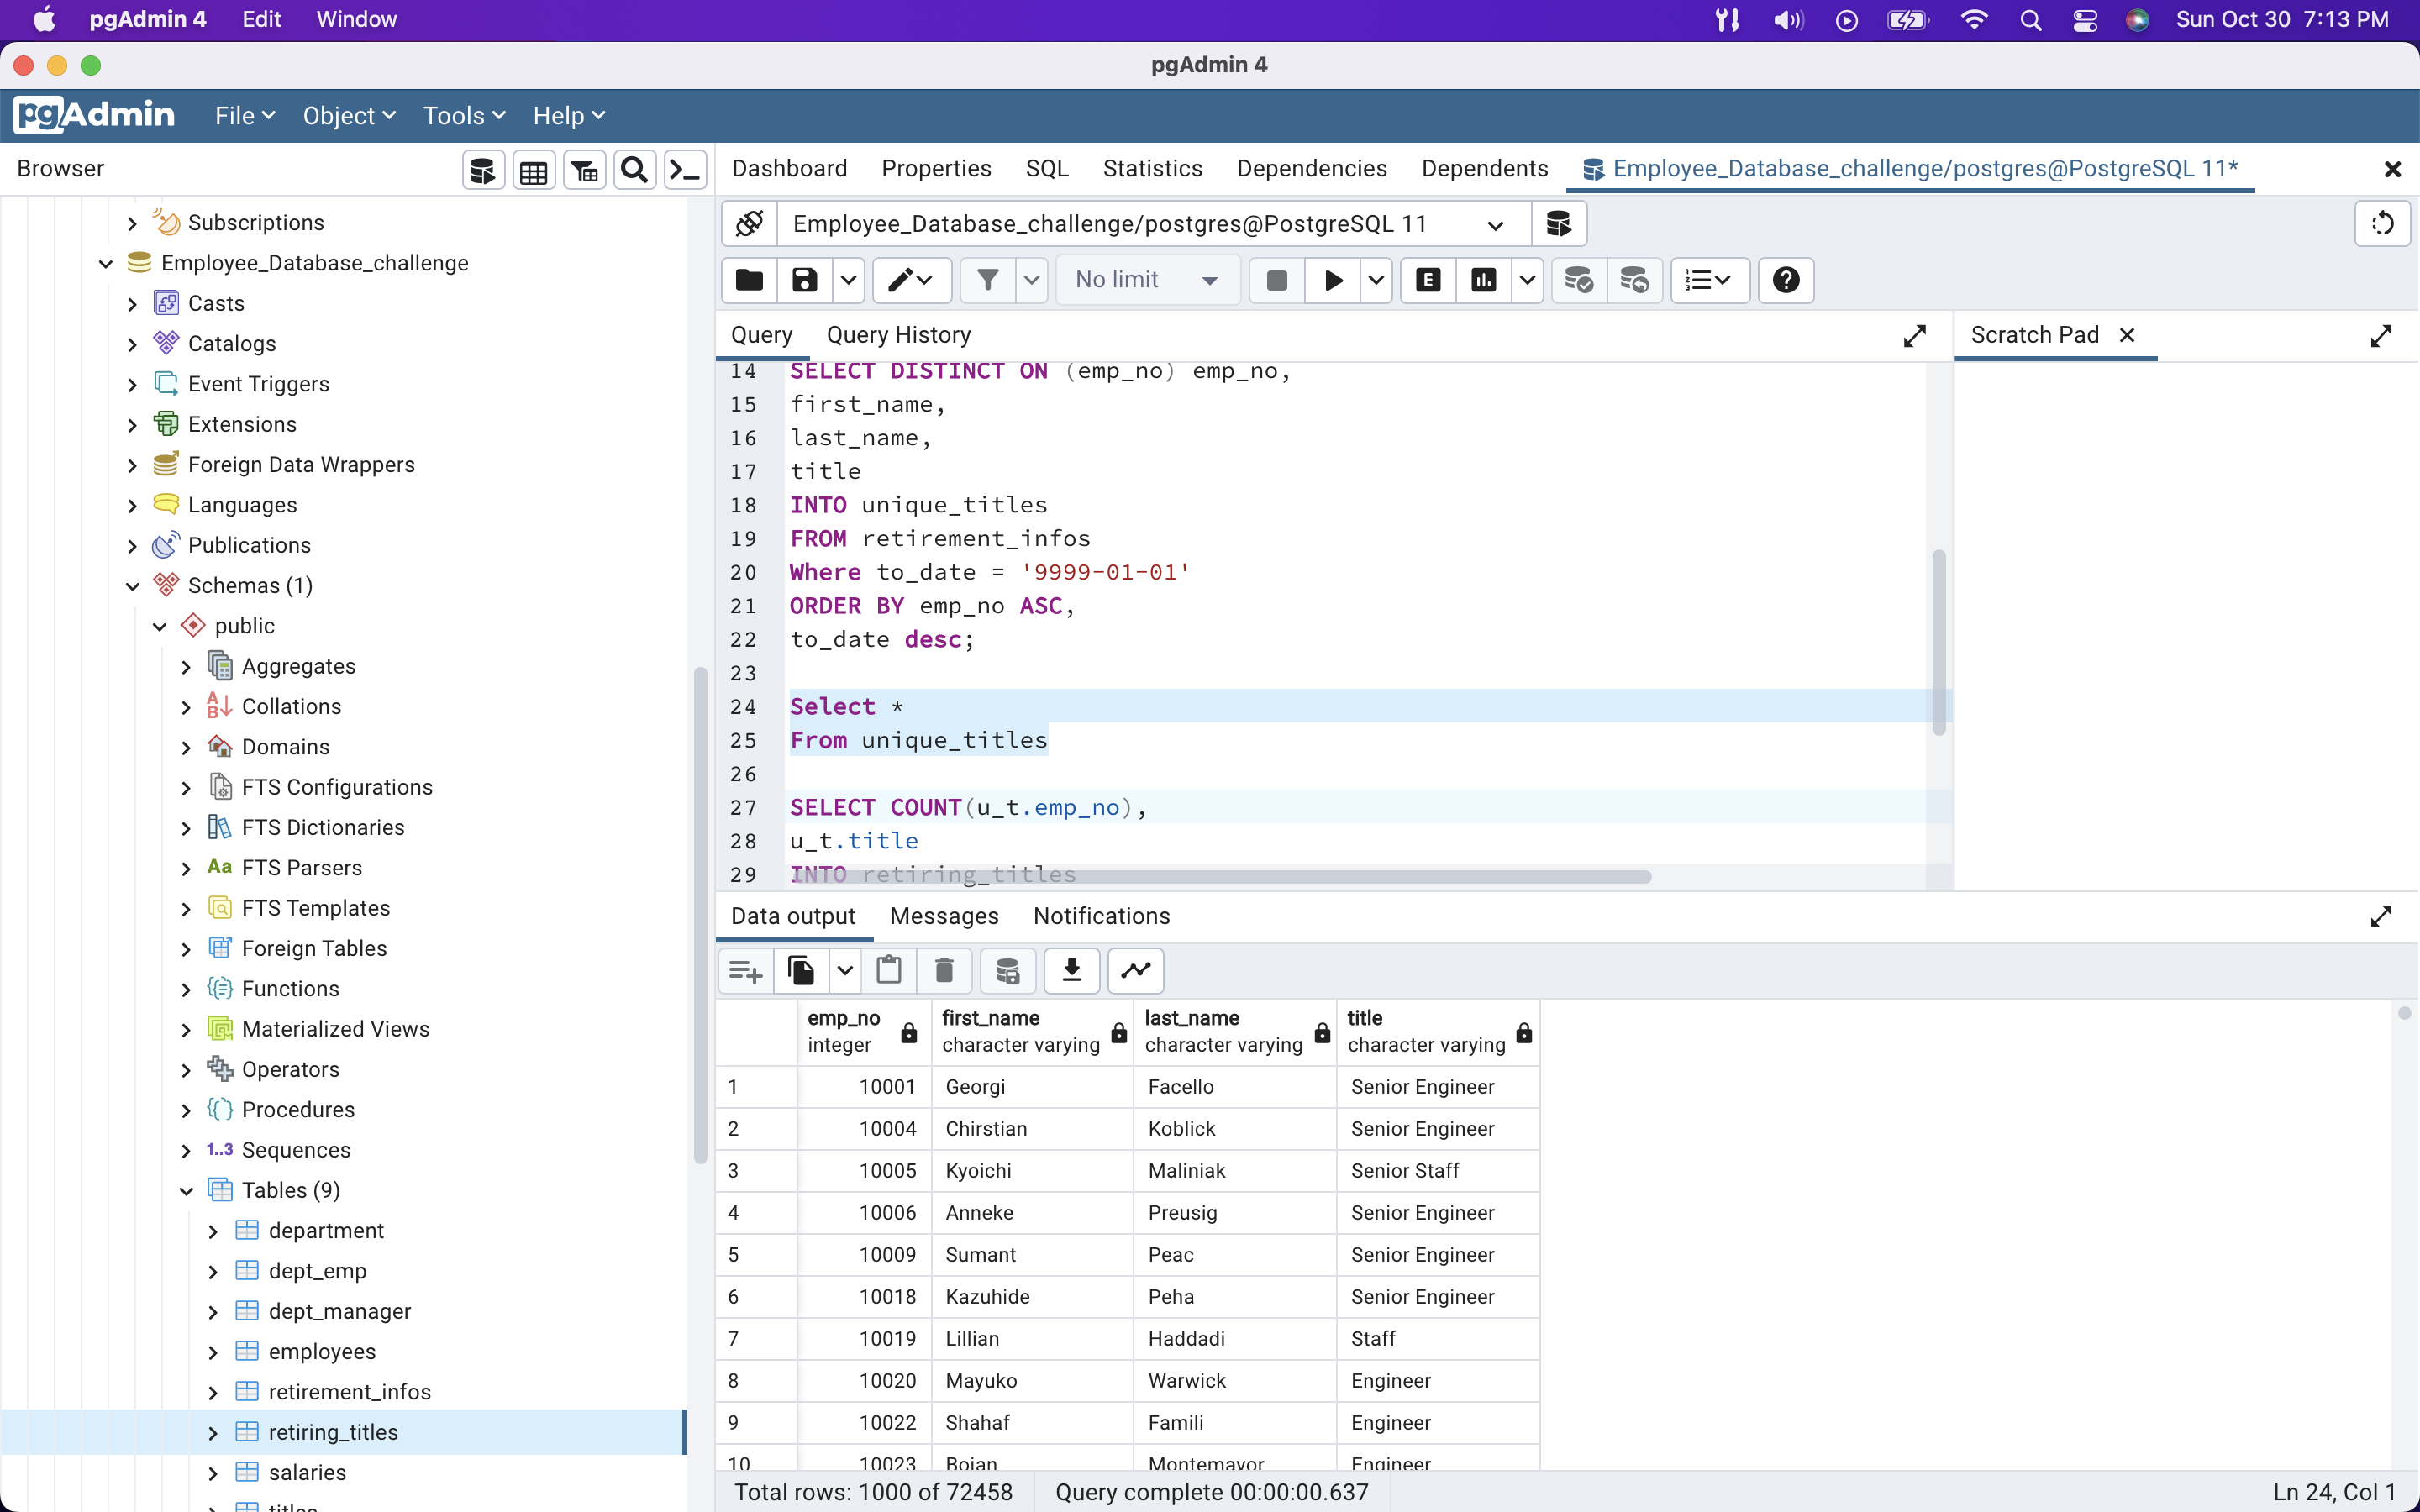 pgAdmin 4 Edit Window Sun Oct 30 7:13 PM
pgAdmin 4
pgAdmin File Object Tools Help
Browser
Dashboard Properties SQL Statistics Dependencies Dependents Employee_Database_challenge/postgres@PostgreSQL 11*
Subscriptions
Employee_Database_challenge
Casts
Catalogs
Event Triggers
Extensions
Foreign Data Wrappers
Languages
Publications
Schemas (1)
public
Aggregates
Collations
Domains
FTS Configurations
FTS Dictionaries
Aa FTS Parsers
FTS Templates
Foreign Tables
Functions
Materialized Views
Operators
Procedures
1..3 Sequences
Tables (9)
department
dept_emp
dept_manager
employees
retirement_infos
retiring_titles
salaries
titles
Employee_Database_challenge/postgres@PostgreSQL 11
No limit E
Query Query History
Scratch Pad
14 SELECT DISTINCT ON (emp_no) emp_no,
15 first_name,
16 last_name,
17 title
18 INTO unique_titles
19 FROM retirement_infos
20 Where to_date = '9999-01-01'
21 ORDER BY emp_no ASC,
22 to_date desc;
23
24 Select *
25 From unique_titles
26
27 SELECT COUNT(u_t.emp_no),
28 u_t.title
29 INTO retiring_titles
Data output Messages Notifications
emp_no first_name last_name title
integer character varying character varying character varying
1 10001 Georgi Facello Senior Engineer
2 10004 Chirstian Koblick Senior Engineer
3 10005 Kyoichi Maliniak Senior Staff
4 10006 Anneke Preusig Senior Engineer
5 10009 Sumant Peac Senior Engineer
6 10018 Kazuhide Peha Senior Engineer
7 10019 Lillian Haddadi Staff
8 10020 Mayuko Warwick Engineer
9 10022 Shahaf Famili Engineer
10 10023 Bojan Montemayor Engineer
Total rows: 1000 of 72458 Query complete 00:00:00.637 Ln 24, Col 1